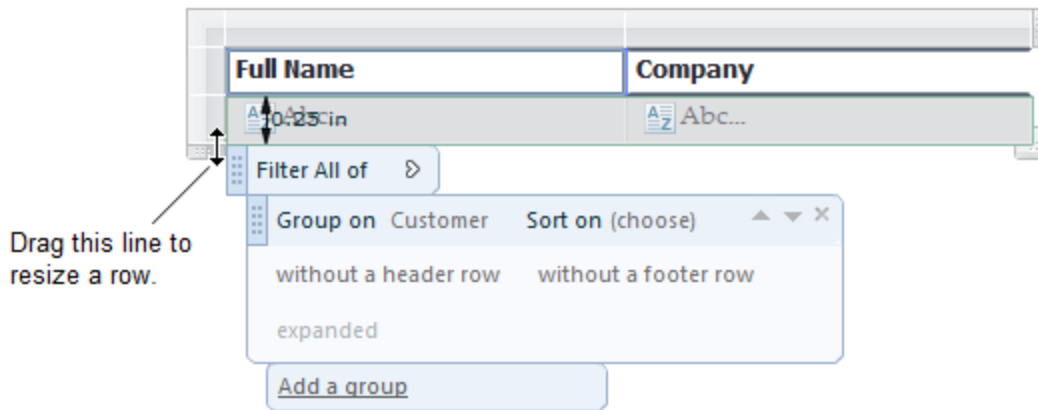 Full Name Company
Abc... 0.25 in Abc...
Filter All of
Group on Customer Sort on (choose)
Drag this line to
resize a row.
without a header row without a footer row
expanded
Add a group